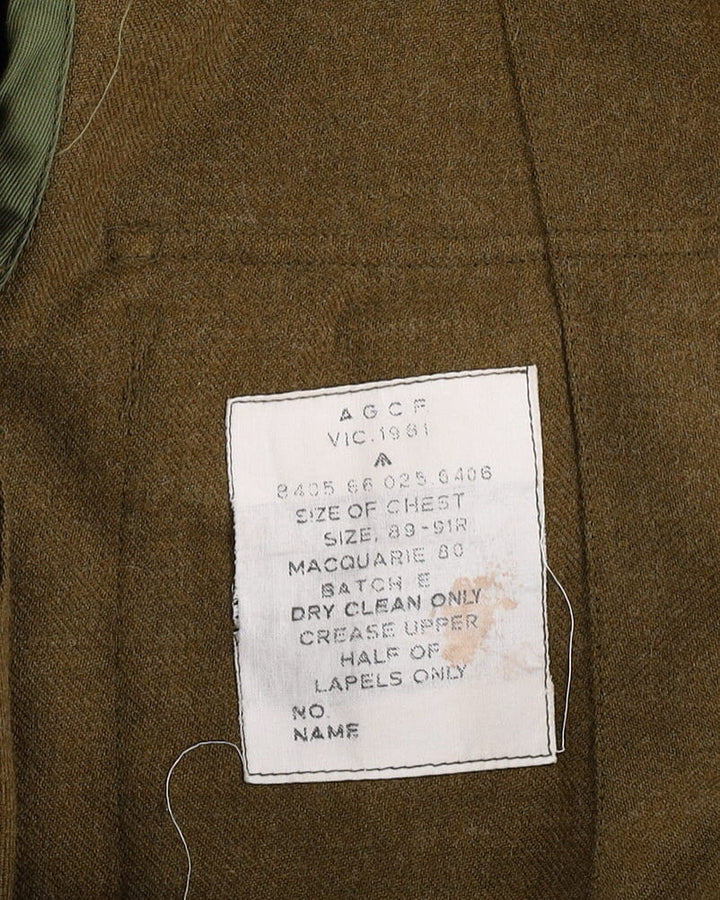 A G C F
VIC. 1981
8405 66 025 6406
SIZE OF CHEST
SIZE, 89-91R
MACQUARIE 80
BATCH E
DRY CLEAN ONLY
CREASE UPPER
HALF OF
LAPELS ONLY
NO.
NAME